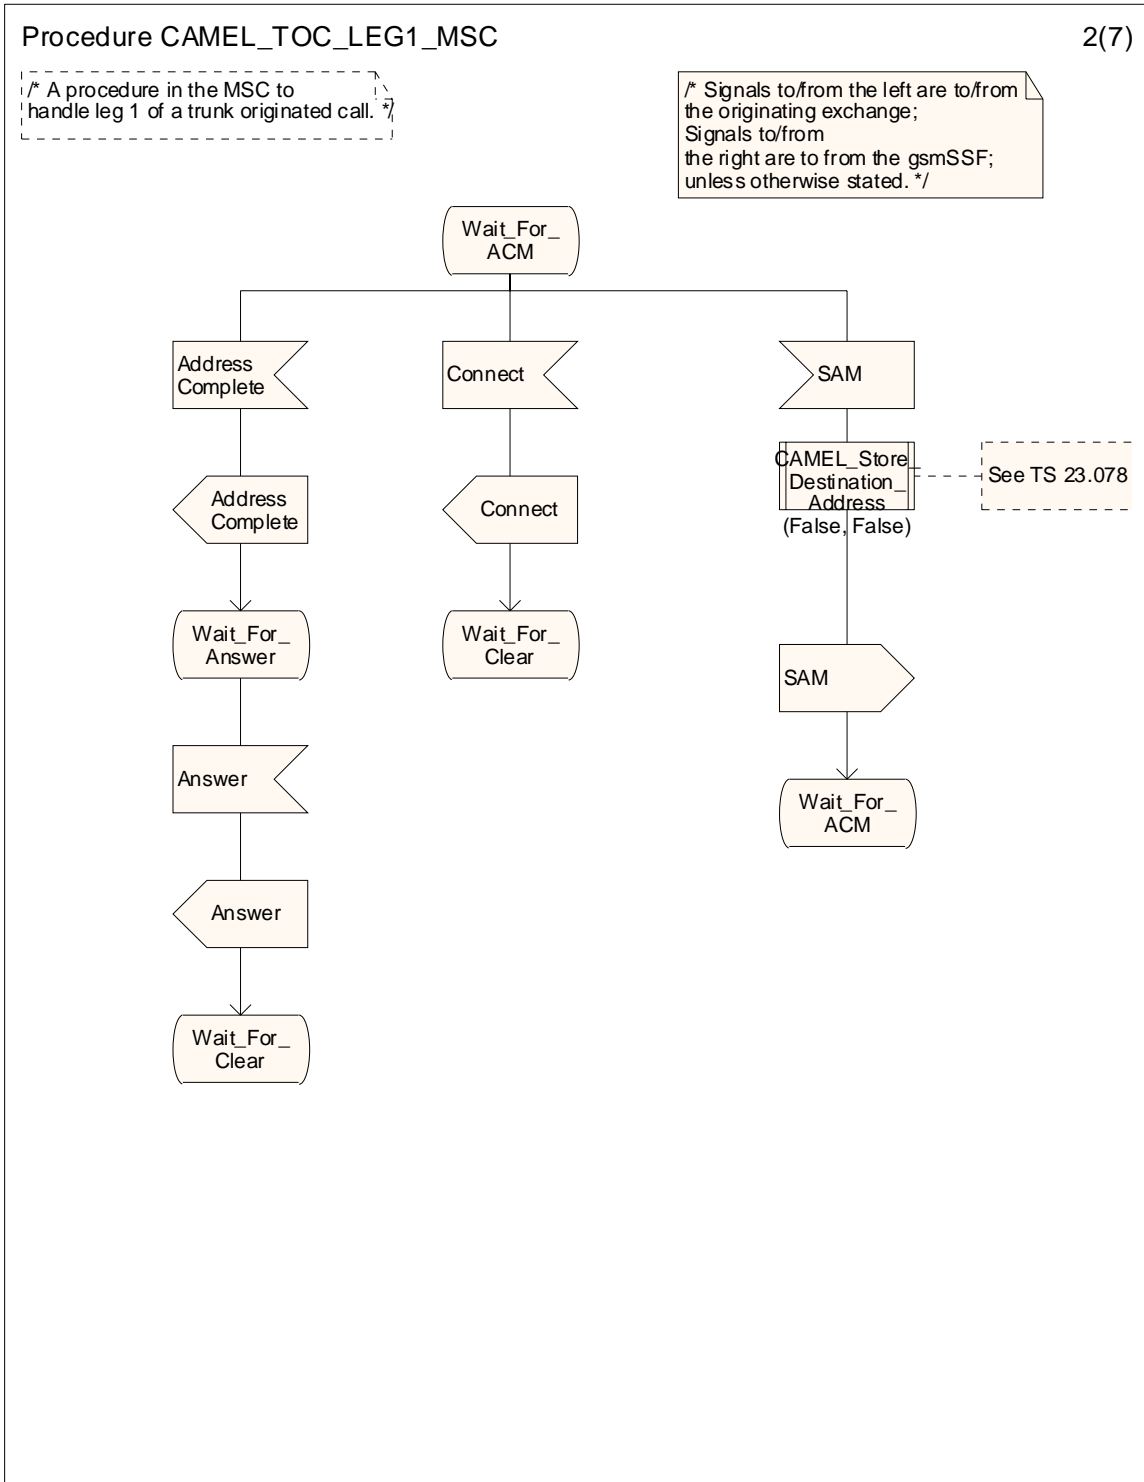 Procedure CAMEL_TOC_LEG1_MSC
2(7)
/* A procedure in the MSC to
handle leg 1 of a trunk originated call. */
/* Signals to/from the left are to/from
the originating exchange;
Signals to/from
the right are to from the gsmSSF;
unless otherwise stated. */
Wait_For_
ACM
Address
Complete
Connect
SAM
CAMEL_Store_
Destination_
Address
(False, False)
See TS 23.078
Address
Complete
Connect
Wait_For_
Answer
Wait_For_
Clear
SAM
Answer
Wait_For_
ACM
Answer
Wait_For_
Clear